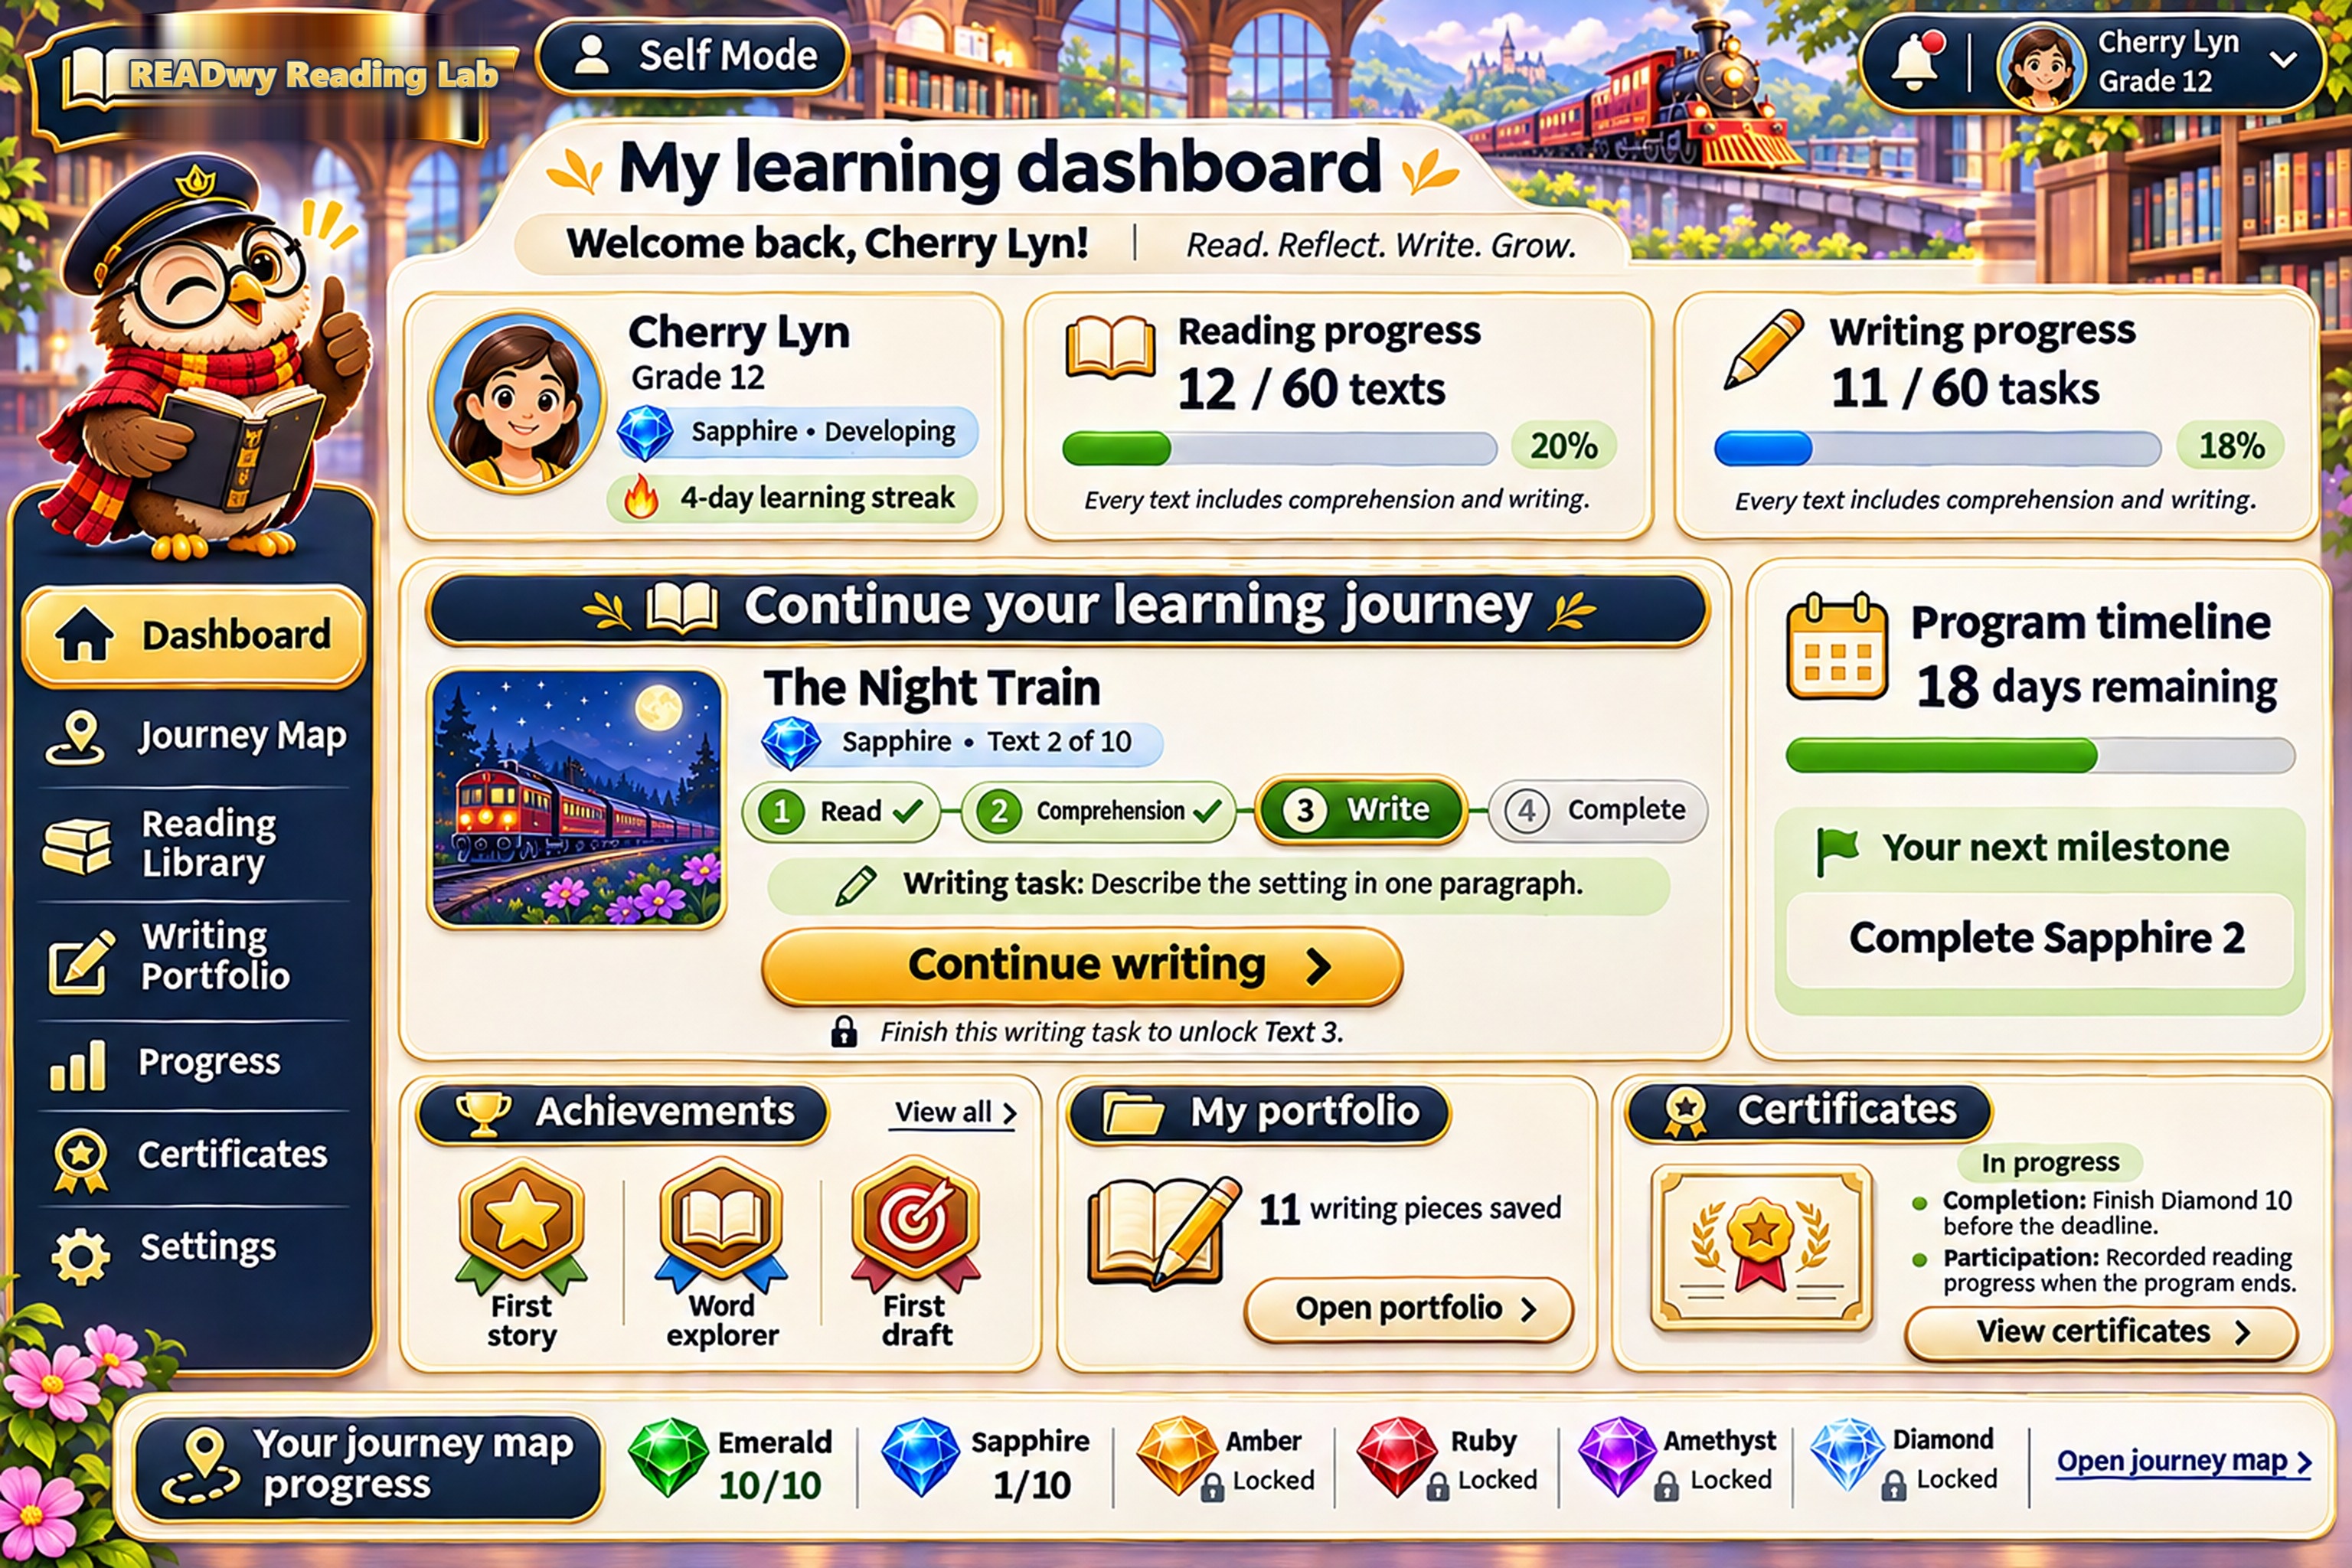 READwy Reading Lab
Self Mode
Cherry Lyn
Grade 12
My learning dashboard
Welcome back, Cherry Lyn!
Read. Reflect. Write. Grow.
Cherry Lyn
Grade 12
Sapphire • Developing
4-day learning streak
Reading progress
12 / 60 texts
20%
Every text includes comprehension and writing.
Writing progress
11 / 60 tasks
18%
Every text includes comprehension and writing.
Dashboard
Journey Map
Reading
Library
Writing
Portfolio
Progress
Certificates
Settings
Continue your learning journey
The Night Train
Sapphire • Text 2 of 10
1 Read
2 Comprehension
3 Write
4 Complete
Writing task: Describe the setting in one paragraph.
Continue writing
Finish this writing task to unlock Text 3.
Program timeline
18 days remaining
Your next milestone
Complete Sapphire 2
Achievements
View all
First
story
Word
explorer
First
draft
My portfolio
11 writing pieces saved
Open portfolio
Certificates
In progress
Completion: Finish Diamond 10
before the deadline.
Participation: Recorded reading
progress when the program ends.
View certificates
Your journey map
progress
Emerald
10/10
Sapphire
1/10
Amber
Locked
Ruby
Locked
Amethyst
Locked
Diamond
Locked
Open journey map